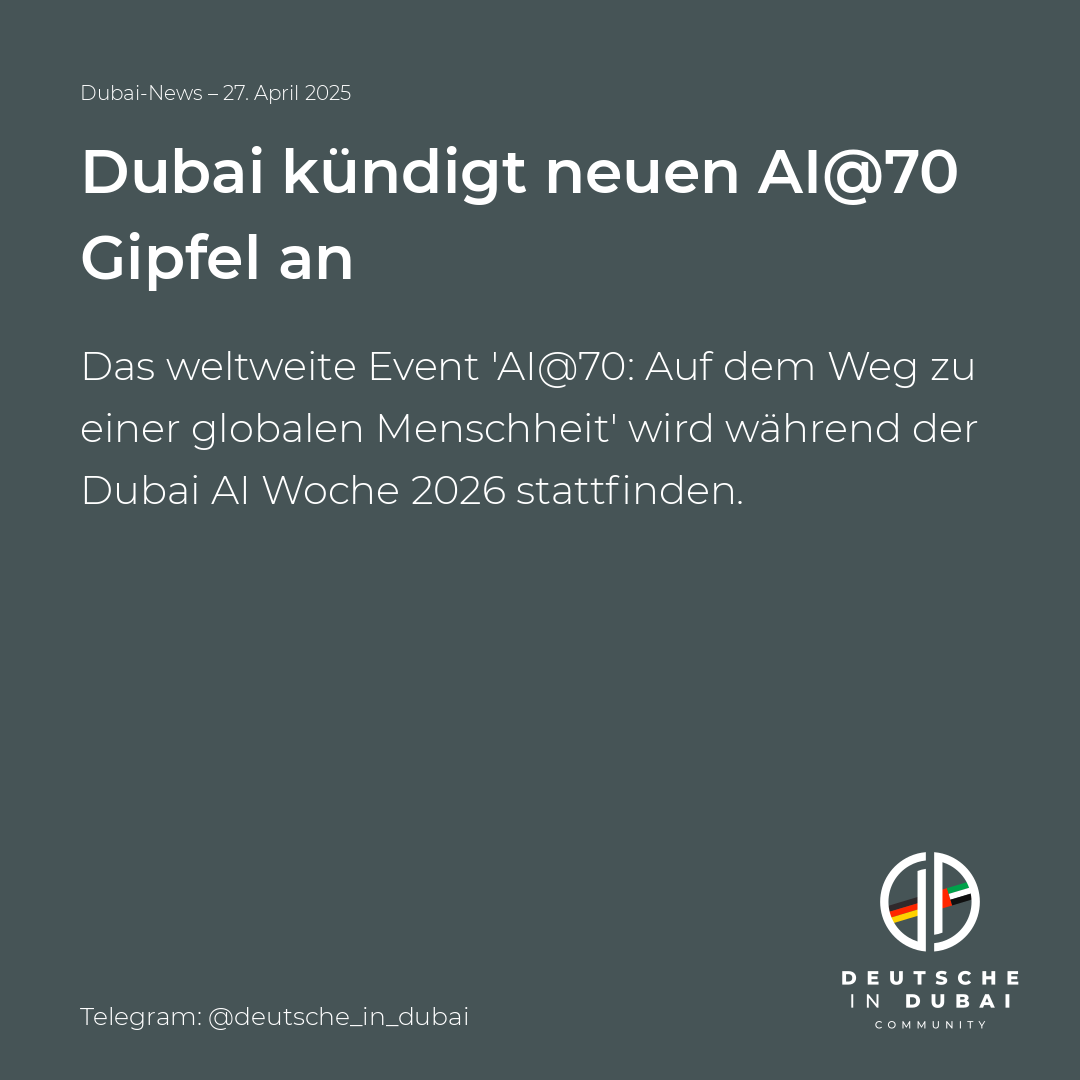 Dubai-News – 27. April 2025
Dubai kündigt neuen AI@70
Gipfel an
Das weltweite Event 'AI@70: Auf dem Weg zu
einer globalen Menschheit' wird während der
Dubai AI Woche 2026 stattfinden.
DEUTSCHE
IN DUBAI
COMMUNITY
Telegram: @deutsche_in_dubai